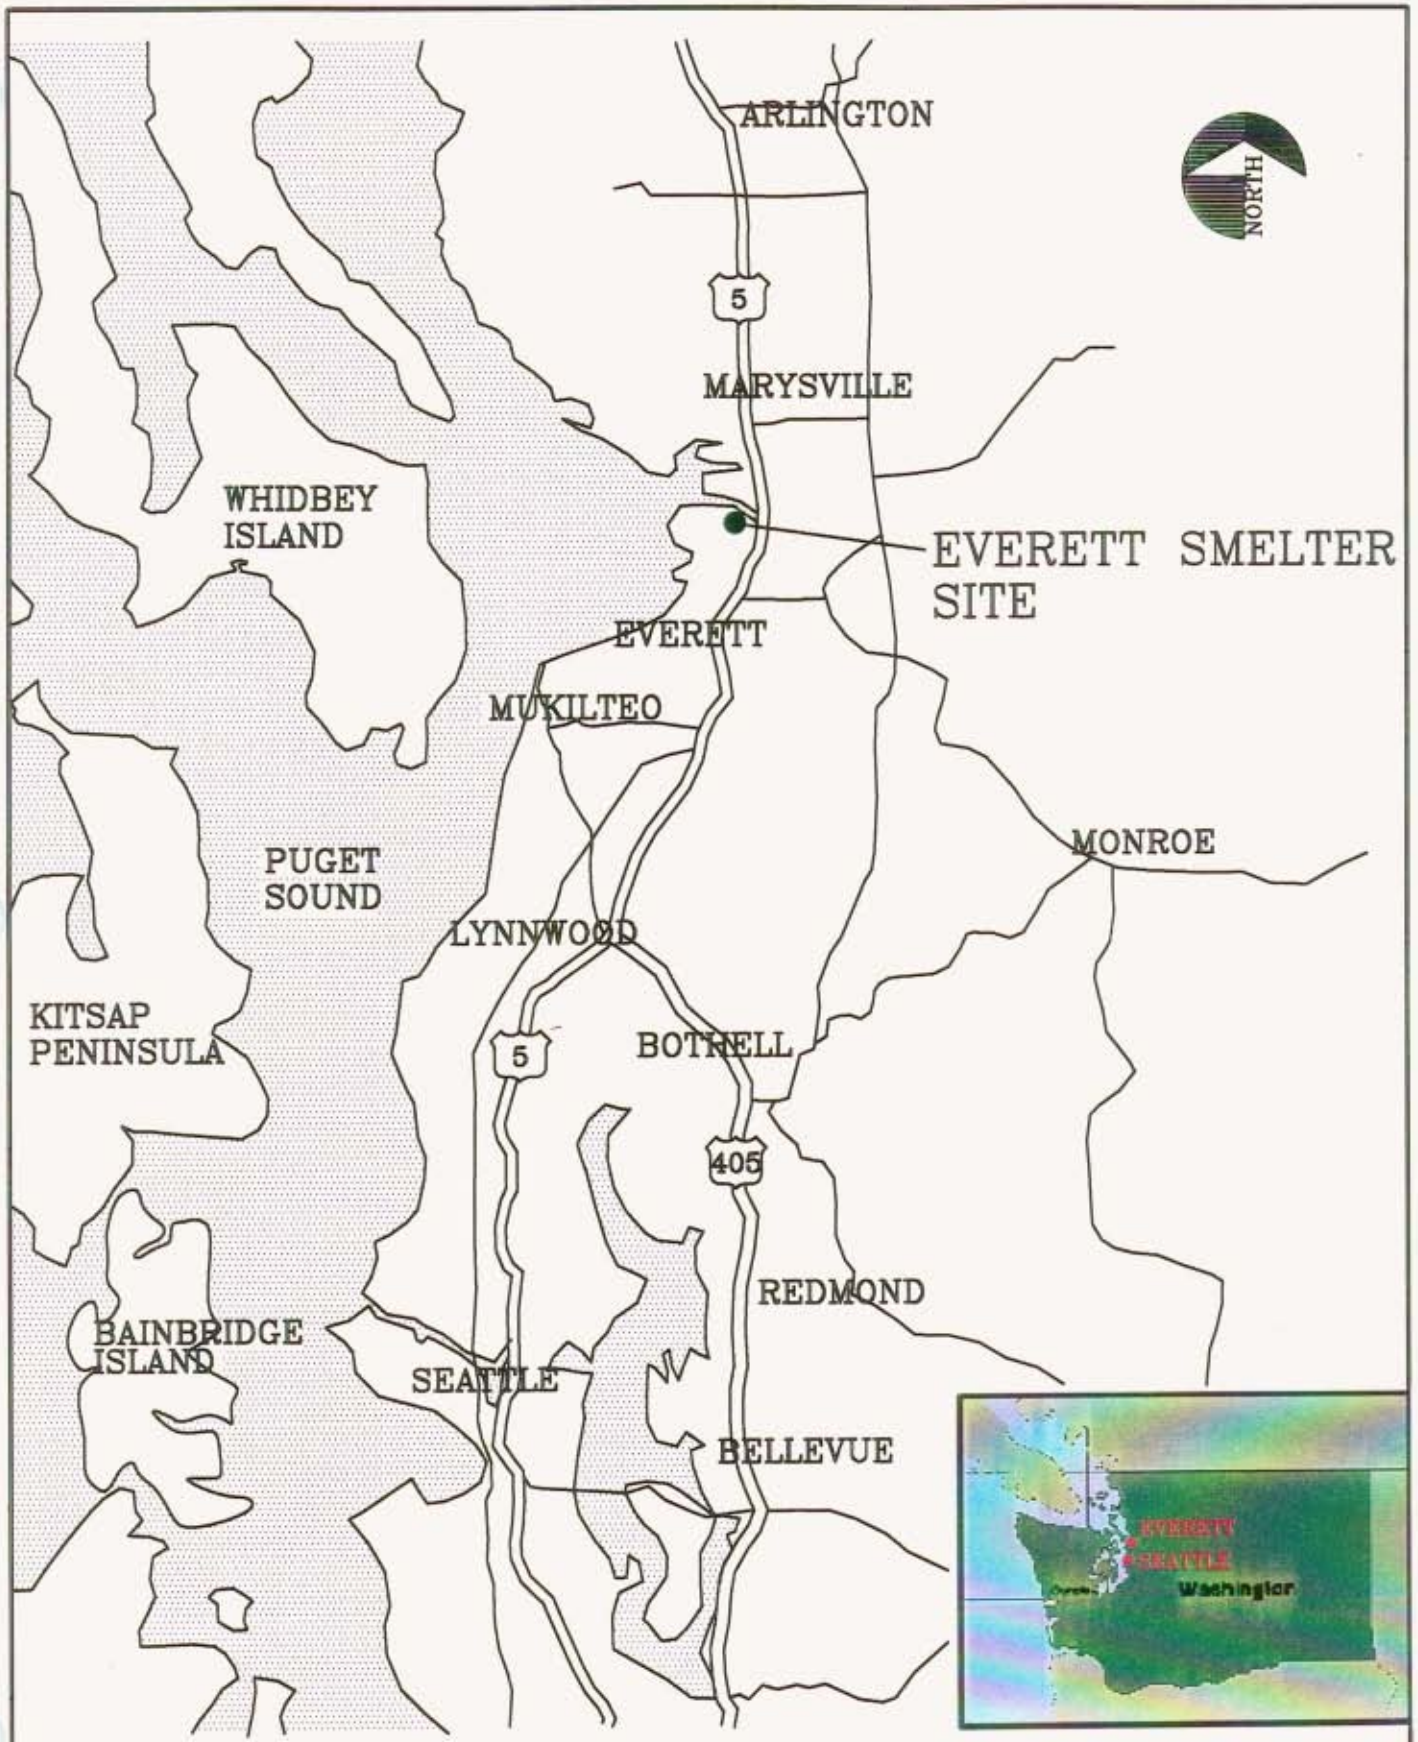 ARLINGTON
NORTH
5
MARYSVILLE
WHIDBEY
ISLAND
EVERETT SMELTER
SITE
EVERETT
MUKILTEO
MONROE
PUGET
SOUND
LYNNWOOD
KITSAP
PENINSULA
5
BOTHELL
405
REDMOND
BAINBRIDGE
ISLAND
SEATTLE
BELLEVUE
EVERETT
SEATTLE
Washington